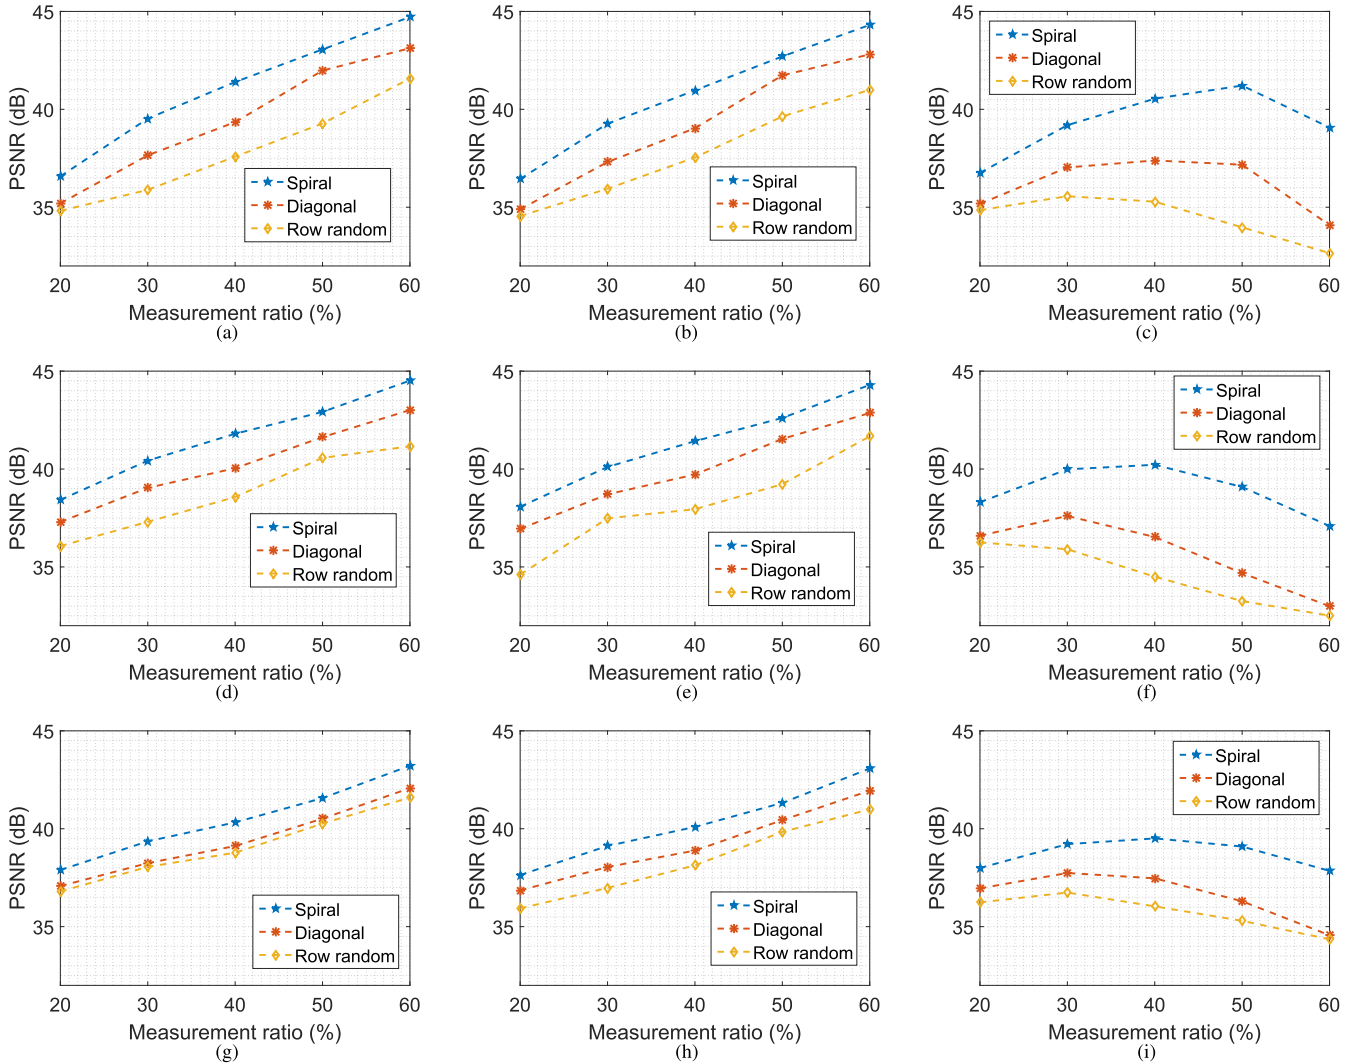 45
40
35
PSNR (dB)
Spiral
Diagonal
Row random
20 30 40 50 60
Measurement ratio (%)
(a)
45
40
35
PSNR (dB)
Spiral
Diagonal
Row random
20 30 40 50 60
Measurement ratio (%)
(b)
45
40
35
PSNR (dB)
Spiral
Diagonal
Row random
20 30 40 50 60
Measurement ratio (%)
(c)
45
40
35
PSNR (dB)
Spiral
Diagonal
Row random
20 30 40 50 60
Measurement ratio (%)
(d)
45
40
35
PSNR (dB)
Spiral
Diagonal
Row random
20 30 40 50 60
Measurement ratio (%)
(e)
45
40
35
PSNR (dB)
Spiral
Diagonal
Row random
20 30 40 50 60
Measurement ratio (%)
(f)
45
40
35
PSNR (dB)
Spiral
Diagonal
Row random
20 30 40 50 60
Measurement ratio (%)
(g)
45
40
35
PSNR (dB)
Spiral
Diagonal
Row random
20 30 40 50 60
Measurement ratio (%)
(h)
45
40
35
PSNR (dB)
Spiral
Diagonal
Row random
20 30 40 50 60
Measurement ratio (%)
(i)